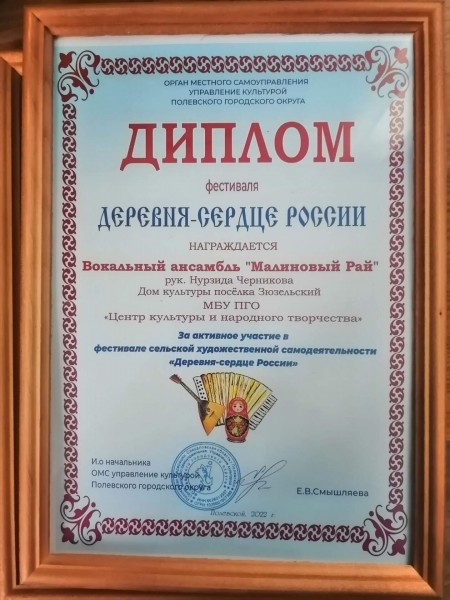 ОРГАН МЕСТНОГО САМОУПРАВЛЕНИЯ
УПРАВЛЕНИЕ КУЛЬТУРОЙ
ПОЛЕВСКОГО ГОРОДСКОГО ОКРУГА
ДИПЛОМ
фестиваля
ДЕРЕВНЯ-СЕРДЦЕ РОССИИ
НАГРАЖДАЕТСЯ
Вокальный ансамбль "Малиновый Рай"
рук. Нурзида Черникова
Дом культуры посёлка Зюзельский
МБУ ПГО
«Центр культуры и народного творчества»
За активное участие в
фестивале сельской художественной самодеятельности
«Деревня-сердце России»
И.о начальника
ОМС управление культурой
Полевского городского округа
Е.В.Смышляева
Полевской, 2022 г.